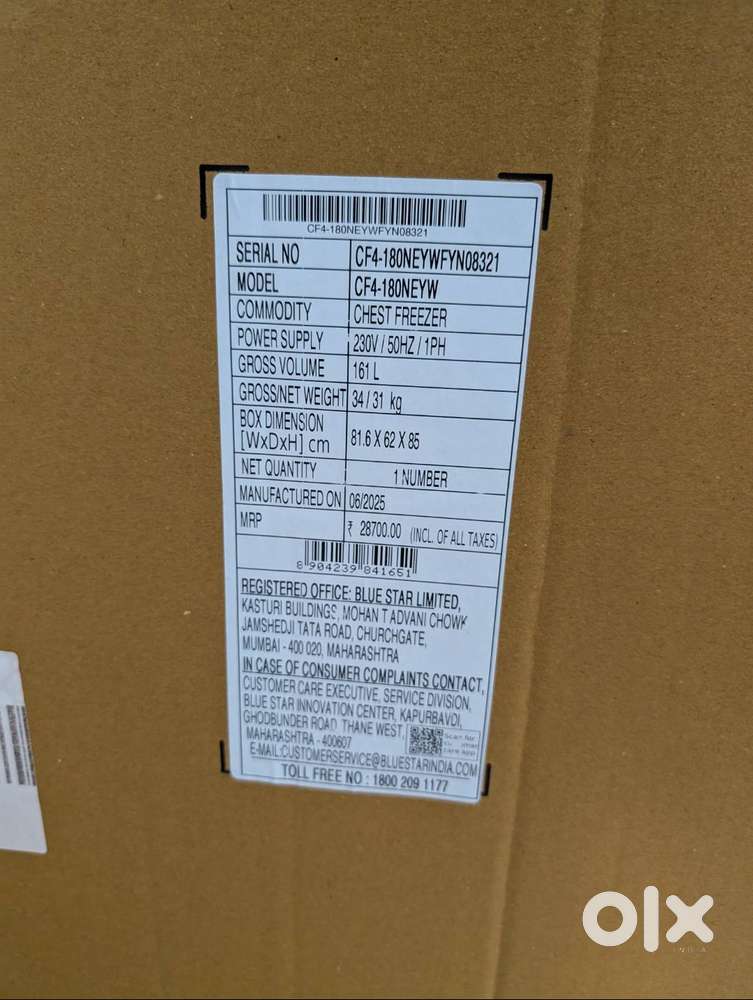 CF4-180NEYWFYN08321
SERIAL NO CF4-180NEYWFYN08321
MODEL CF4-180NEYW
COMMODITY CHEST FREEZER
POWER SUPPLY 230V / 50HZ / 1PH
GROSS VOLUME 161 L
GROSS/NET WEIGHT 34 / 31 kg
BOX DIMENSION
[WxDxH] cm 81.6 X 62 X 85
NET QUANTITY 1 NUMBER
MANUFACTURED ON 06/2025
MRP ₹ 28700.00 (INCL. OF ALL TAXES)
8 904239 841651
REGISTERED OFFICE: BLUE STAR LIMITED,
KASTURI BUILDINGS, MOHAN T ADVANI CHOWK
JAMSHEDJI TATA ROAD, CHURCHGATE,
MUMBAI - 400 020, MAHARASHTRA
IN CASE OF CONSUMER COMPLAINTS CONTACT,
CUSTOMER CARE EXECUTIVE, SERVICE DIVISION,
BLUE STAR INNOVATION CENTER, KAPURBAVDI,
GHODBUNDER ROAD, THANE WEST,
MAHARASHTRA - 400607
Scan for
care app
E-MAIL:CUSTOMERSERVICE@BLUESTARINDIA.COM
TOLL FREE NO : 1800 209 1177
olx
INDIA